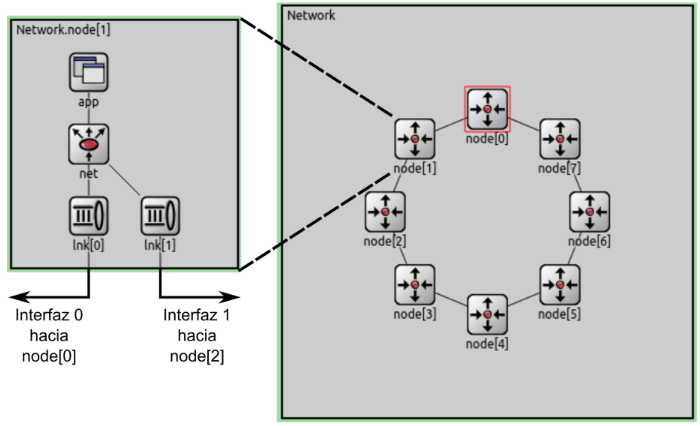 Network.node[1]
app
net
lnk[0]
lnk[1]
Interfaz 0
hacia
node[0]
Interfaz 1
hacia
node[2]
Network
node[0]
node[1]
node[7]
node[2]
node[6]
node[3]
node[5]
node[4]